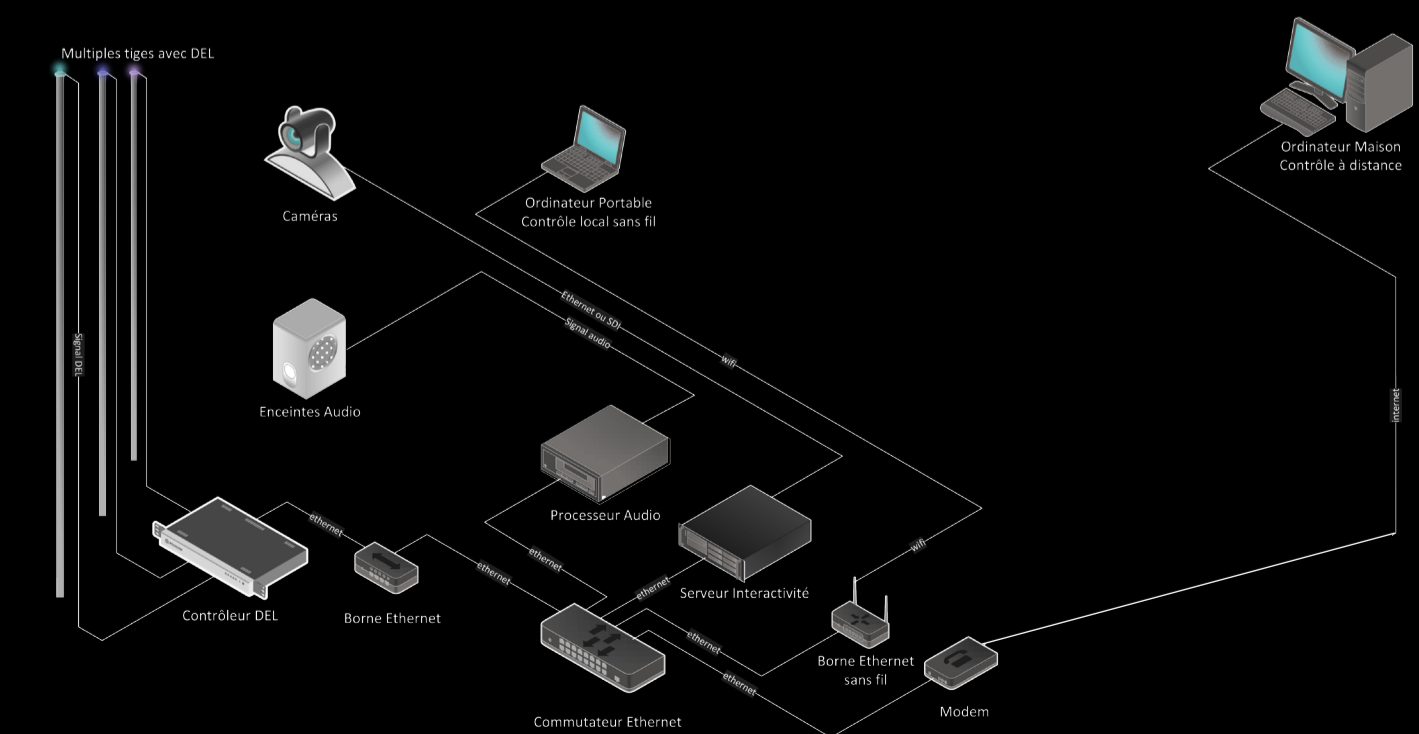 Multiples tiges avec DEL
Ordinateur Maison
Contrôle à distance
Caméras
Ordinateur Portable
Contrôle local sans fil
Ethernet ou SDI
Signal audio
wifi
Signal DEL
internet
Enceintes Audio
Processeur Audio
ethernet
ethernet
ethernet
ethernet
wifi
Serveur Interactivité
Contrôleur DEL
Borne Ethernet
ethernet
Borne Ethernet
sans fil
ethernet
Modem
Commutateur Ethernet